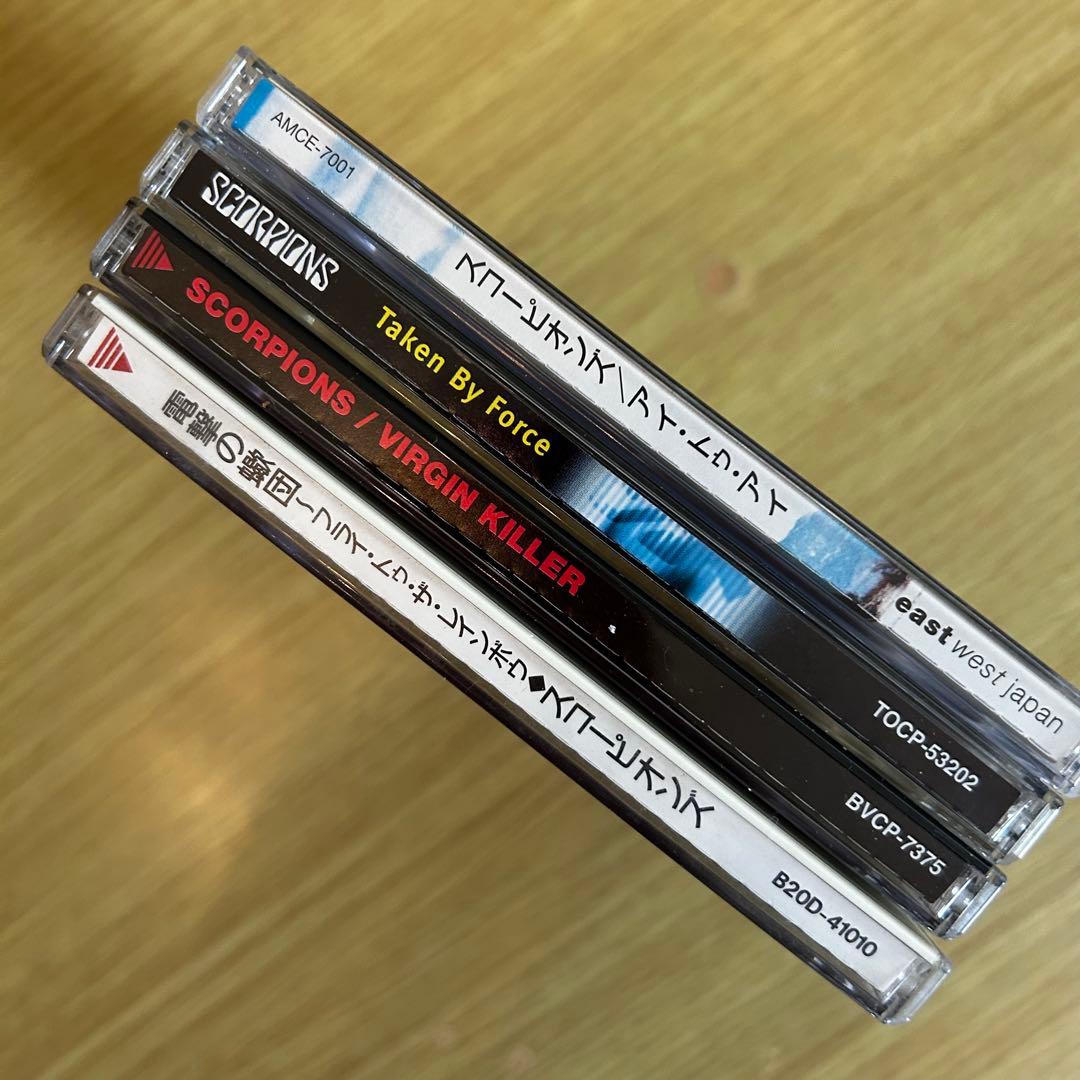 AMCE-7001 スコーピオンズ／アイ・トゥ・アイ east west japan
SCORPIONS Taken By Force TOCP-53202
SCORPIONS / VIRGIN KILLER BVCP-7375
電撃の蠍団～フライ・トゥ・ザ・レインボウ◆スコーピオンズ B20D-41010